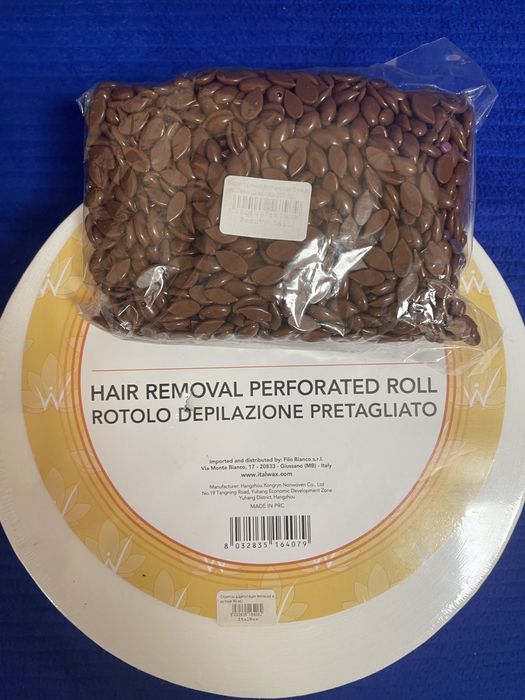 HAIR REMOVAL PERFORATED ROLL
ROTOLO DEPILAZIONE PRETAGLIATO
imported and distributed by: Filo Bianco s.r.l.
Via Monte Bianco, 17 - 20833 - Giussano (MB) - Italy
www.italwax.com
Manufacturer: Hangzhou Kongryn Nonwoven Co., Ltd
No.19 Tangning Road, Yuhang Economic Development Zone
Yuhang District, Hangzhou
MADE IN PRC
8 032835 164079
ItalWax